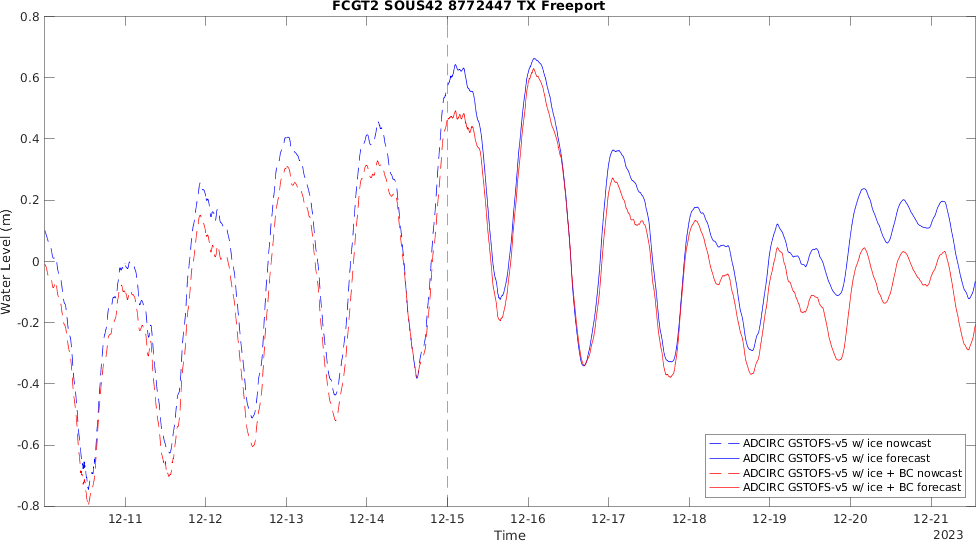 FCGT2 SOUS42 8772447 TX Freeport
0.8
0.6
0.4
0.2
0
-0.2
-0.4
-0.6
-0.8
Water Level (m)
12-11 12-12 12-13 12-14 12-15 12-16 12-17 12-18 12-19 12-20 12-21
Time
2023
ADCIRC GSTOFS-v5 w/ ice nowcast
ADCIRC GSTOFS-v5 w/ ice forecast
ADCIRC GSTOFS-v5 w/ ice + BC nowcast
ADCIRC GSTOFS-v5 w/ ice + BC forecast